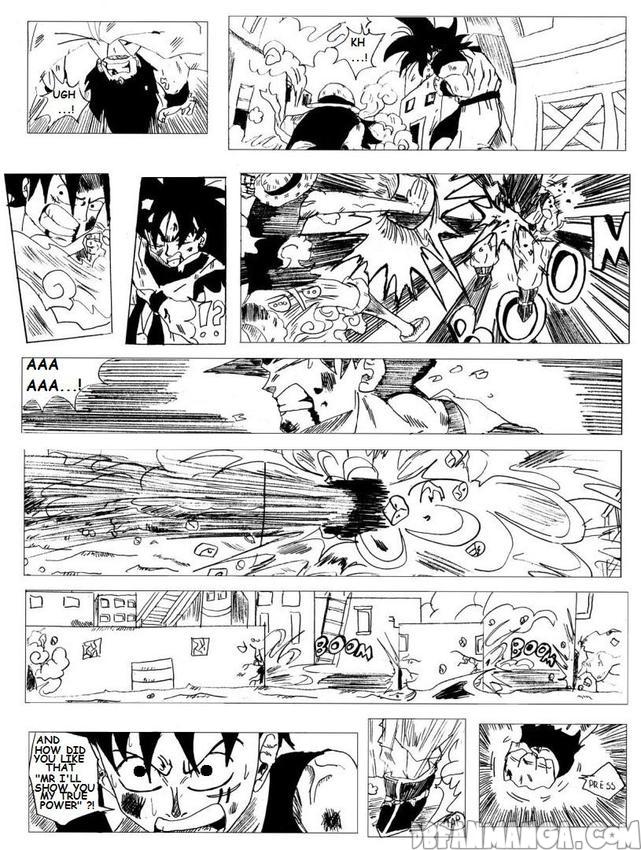 UGH
...!
KH
...!
!?
O
M
AAA
AAA...!
BOOM
BOOM
AND
HOW DID
YOU LIKE
THAT
"MR I'LL
SHOW YOU
MY TRUE
POWER" ?!
PRESS
DBFANMANGA.COM